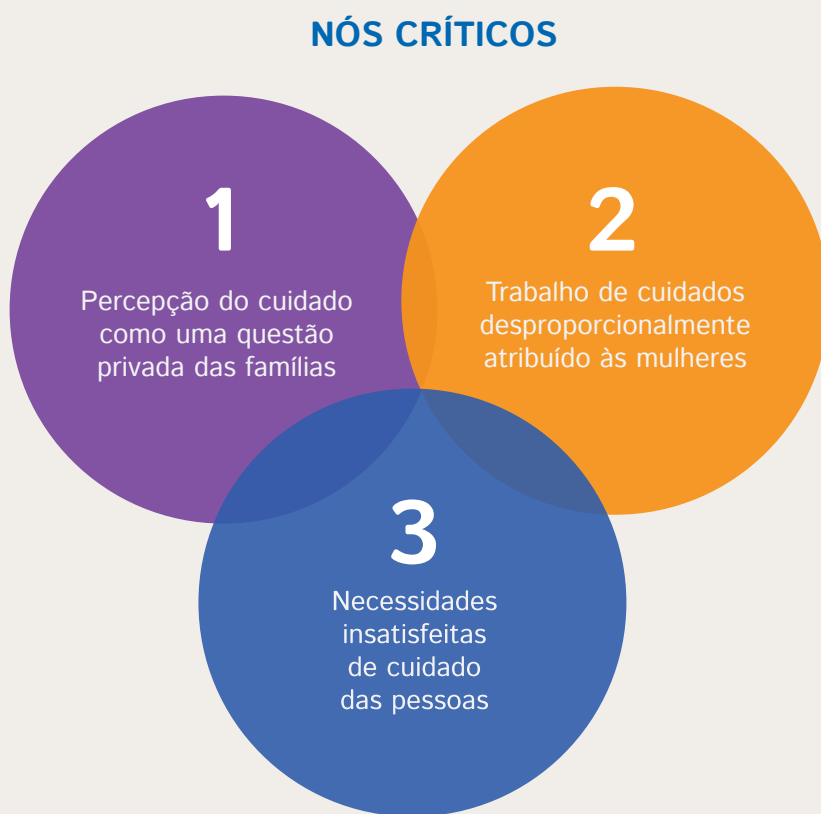 NÓS CRÍTICOS
1
Percepção do cuidado
como uma questão
privada das famílias
2
Trabalho de cuidados
desproporcionalmente
atribuído às mulheres
3
Necessidades
insatisfeitas
de cuidado
das pessoas